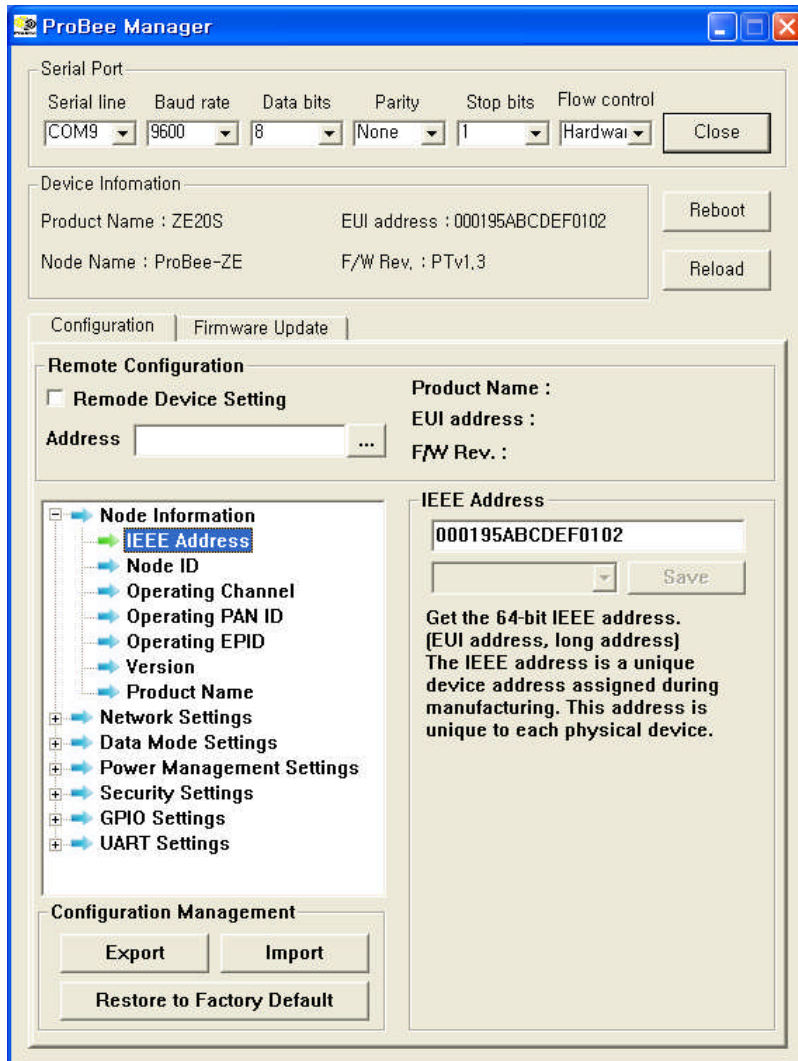 ProBee Manager
Serial Port
Serial line Baud rate Data bits Parity Stop bits Flow control
COM9 9600 8 None 1 Hardwai Close
Device Infomation
Product Name : ZE20S EUI address : 000195ABCDEF0102
Node Name : ProBee-ZE F/W Rev, : PTv1,3
Reboot
Reload
Configuration Firmware Update
Remote Configuration
Remode Device Setting
Address ...
Product Name :
EUI address :
F/W Rev. :
Node Information
IEEE Address
Node ID
Operating Channel
Operating PAN ID
Operating EPID
Version
Product Name
Network Settings
Data Mode Settings
Power Management Settings
Security Settings
GPIO Settings
UART Settings
IEEE Address
000195ABCDEF0102
Save
Get the 64-bit IEEE address.
(EUI address, long address)
The IEEE address is a unique
device address assigned during
manufacturing. This address is
unique to each physical device.
Configuration Management
Export Import
Restore to Factory Default